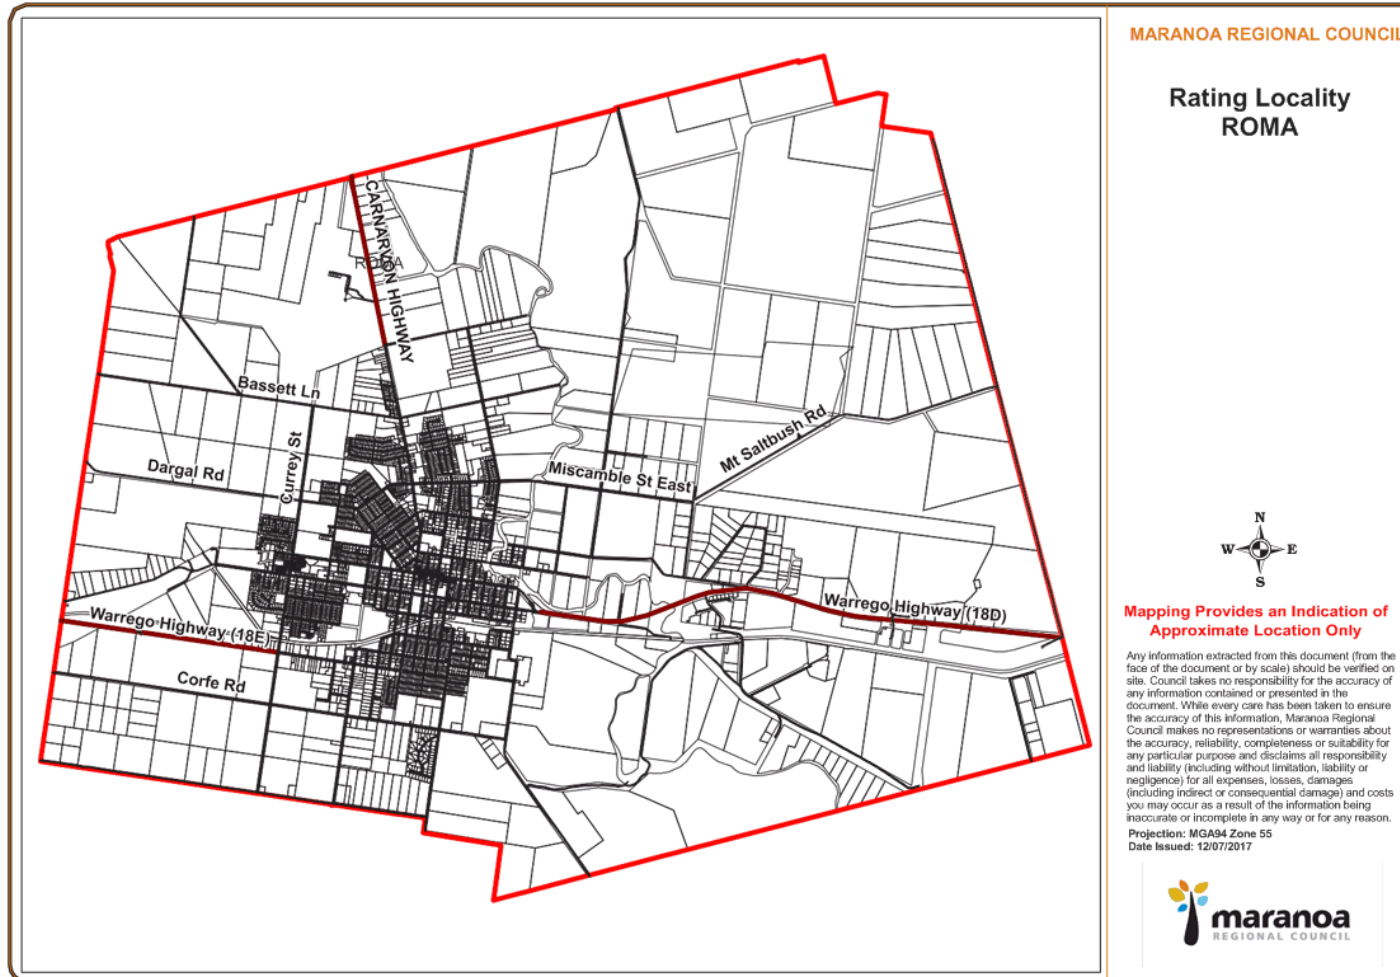 MARANOA REGIONAL COUNCIL
Rating Locality
ROMA
CARNARVON HIGHWAY
ROMA
Bassett Ln
Currey St
Dargal Rd
Miscamble St East
Mt Saltbush Rd
Warrego Highway (18E)
Warrego Highway (18D)
Corfe Rd
N
W E
S
Mapping Provides an Indication of
Approximate Location Only
Any information extracted from this document (from the
face of the document or by scale) should be verified on
site. Council takes no responsibility for the accuracy of
any information contained or presented in the
document. While every care has been taken to ensure
the accuracy of this information, Maranoa Regional
Council makes no representations or warranties about
the accuracy, reliability, completeness or suitability for
any particular purpose and disclaims all responsibility
and liability (including without limitation, liability or
negligence) for all expenses, losses, damages
(including indirect or consequential damage) and costs
you may occur as a result of the information being
inaccurate or incomplete in any way or for any reason.
Projection: MGA94 Zone 55
Date Issued: 12/07/2017
maranoa
REGIONAL COUNCIL